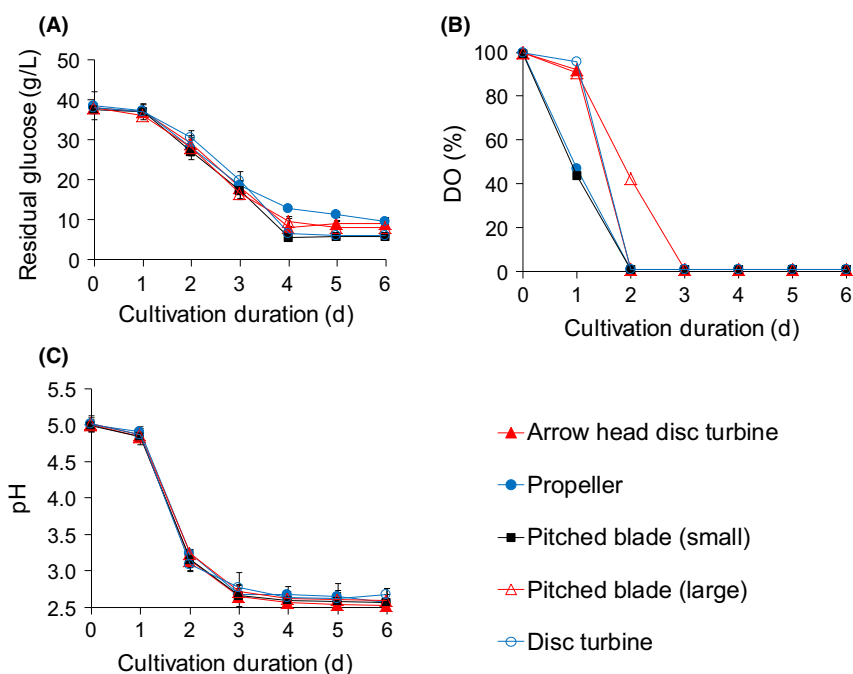 (A)
50
40
30
20
10
0
Residual glucose (g/L)
0 1 2 3 4 5 6
Cultivation duration (d)
(B)
100
80
60
40
20
0
DO (%)
0 1 2 3 4 5 6
Cultivation duration (d)
(C)
5.5
5.0
4.5
4.0
3.5
3.0
2.5
pH
0 1 2 3 4 5 6
Cultivation duration (d)
Arrow head disc turbine
Propeller
Pitched blade (small)
Pitched blade (large)
Disc turbine